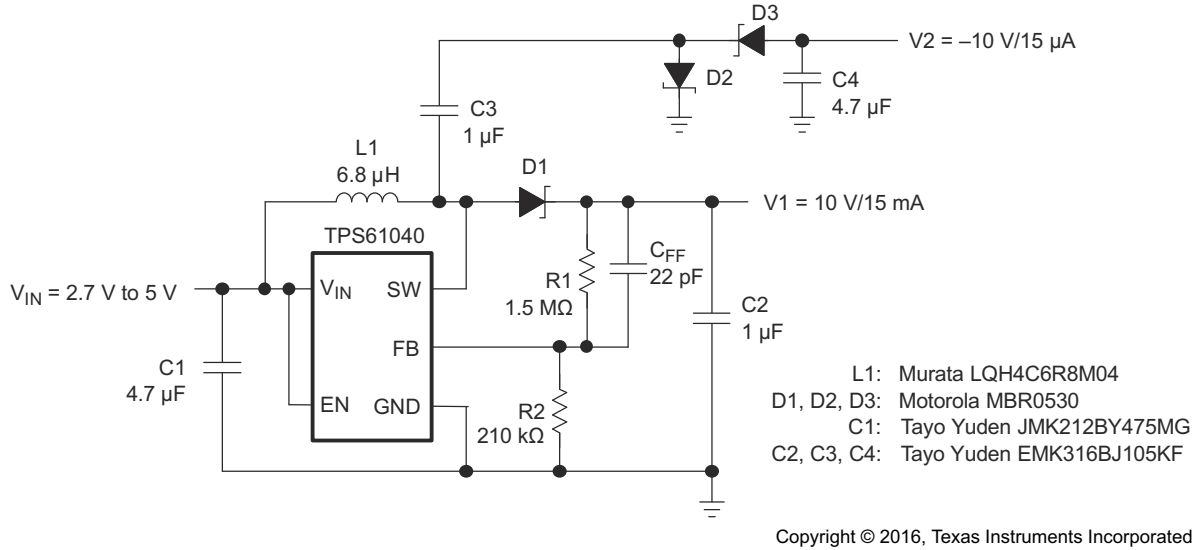 D3
V2 = –10 V/15 µA
D2
C4
4.7 µF
C3
1 µF
L1
6.8 µH
D1
V1 = 10 V/15 mA
TPS61040
VIN = 2.7 V to 5 V
VIN
SW
R1
1.5 MΩ
CFF
22 pF
C2
1 µF
FB
C1
4.7 µF
EN
GND
R2
210 kΩ
L1: Murata LQH4C6R8M04
D1, D2, D3: Motorola MBR0530
C1: Tayo Yuden JMK212BY475MG
C2, C3, C4: Tayo Yuden EMK316BJ105KF
Copyright © 2016, Texas Instruments Incorporated